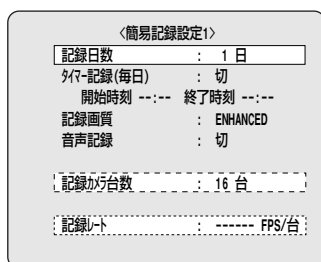 〈簡易記録設定1〉
記録日数 : 1 日
ﾀｲﾏｰ記録(毎日) : 切
開始時刻 --:-- 終了時刻 --:--
記録画質 : ENHANCED
音声記録 : 切
記録ｶﾒﾗ台数 : 16 台
記録ﾚｰﾄ : ------ FPS/台